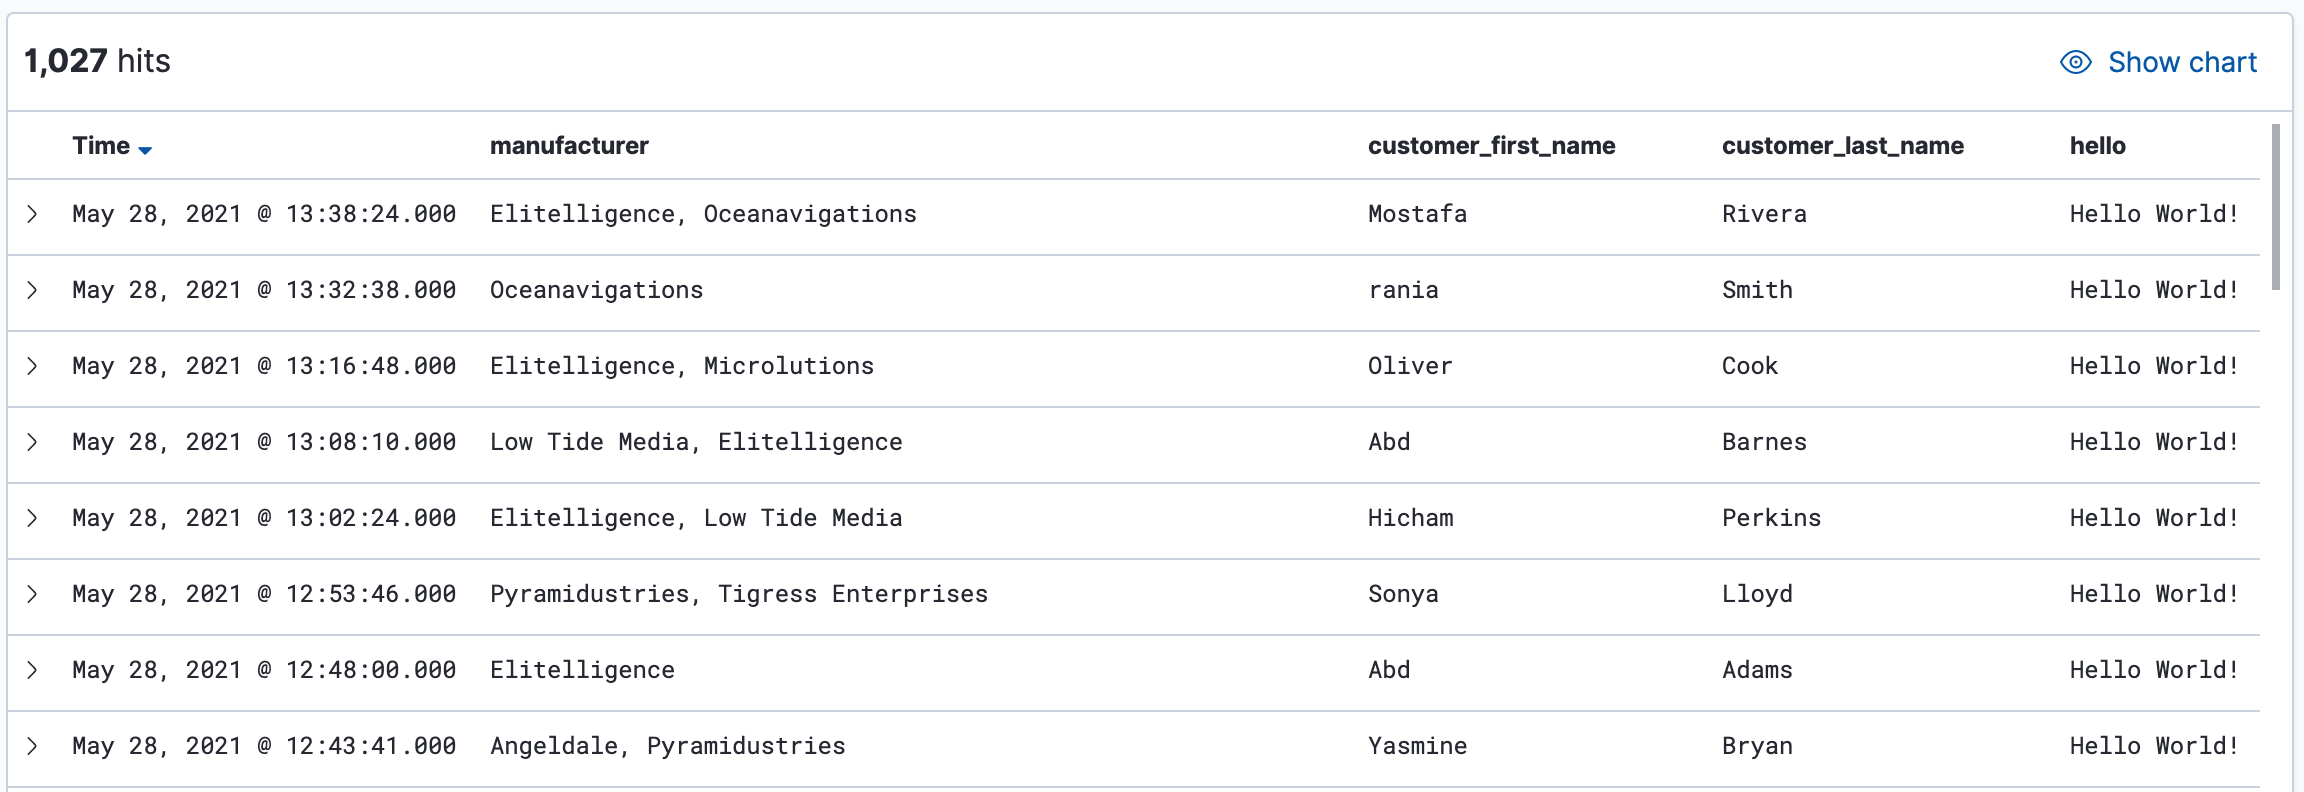 1,027 hits Show chart
Time manufacturer customer_first_name customer_last_name hello
May 28, 2021 @ 13:38:24.000 Elitelligence, Oceanavigations Mostafa Rivera Hello World!
May 28, 2021 @ 13:32:38.000 Oceanavigations rania Smith Hello World!
May 28, 2021 @ 13:16:48.000 Elitelligence, Microlutions Oliver Cook Hello World!
May 28, 2021 @ 13:08:10.000 Low Tide Media, Elitelligence Abd Barnes Hello World!
May 28, 2021 @ 13:02:24.000 Elitelligence, Low Tide Media Hicham Perkins Hello World!
May 28, 2021 @ 12:53:46.000 Pyramidustries, Tigress Enterprises Sonya Lloyd Hello World!
May 28, 2021 @ 12:48:00.000 Elitelligence Abd Adams Hello World!
May 28, 2021 @ 12:43:41.000 Angeldale, Pyramidustries Yasmine Bryan Hello World!